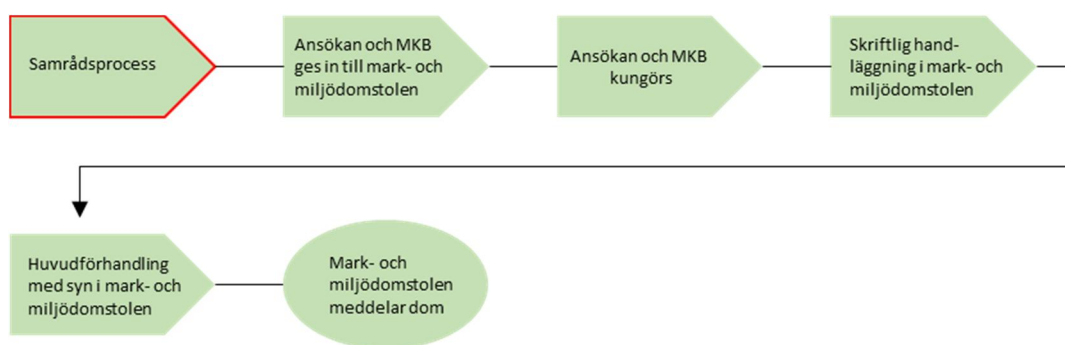 Samrådsprocess
Ansökan och MKB
ges in till mark- och
miljödomstolen
Ansökan och MKB
kungörs
Skriftlig hand-
läggning i mark- och
miljödomstolen
Huvudförhandling
med syn i mark- och
miljödomstolen
Mark- och
miljödomstolen
meddelar dom